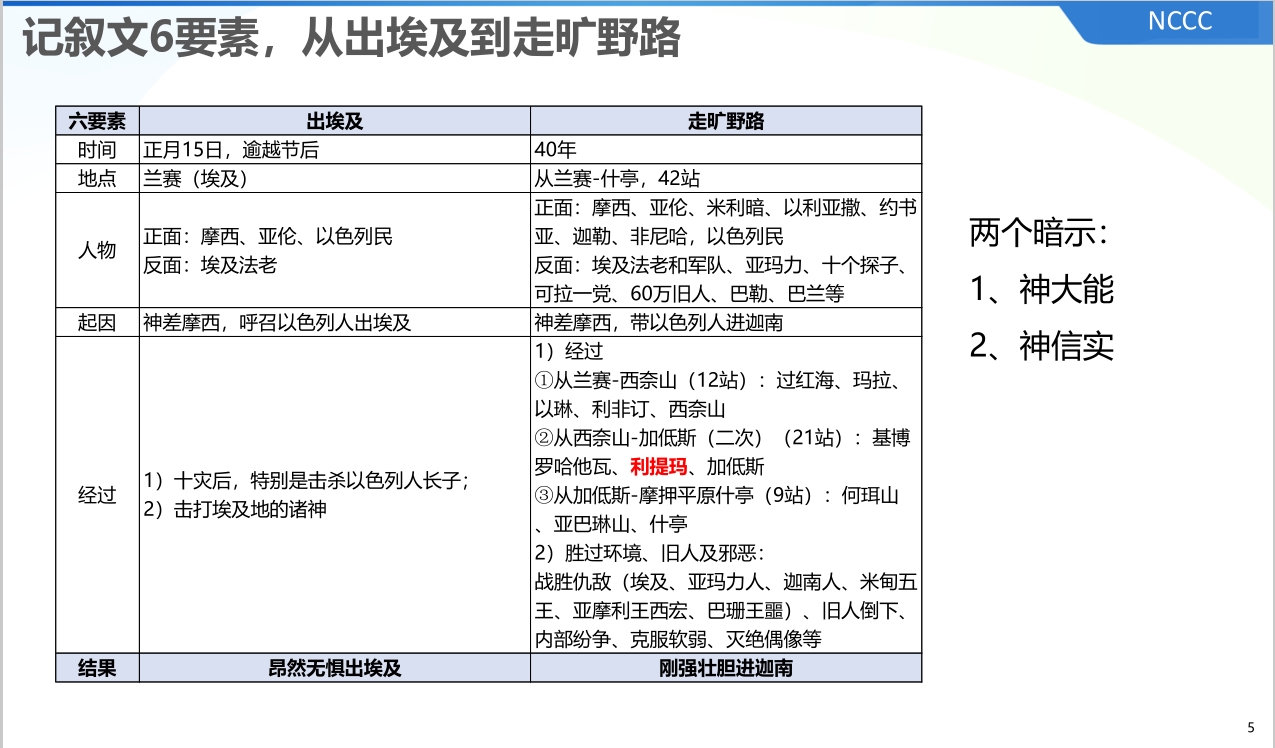 NCCC
记叙文6要素，从出埃及到走旷野路
六要素 出埃及 走旷野路
时间 正月15日，逾越节后 40年
地点 兰赛（埃及） 从兰赛-什亭，42站
人物
正面：摩西、亚伦、以色列民
反面：埃及法老
正面：摩西、亚伦、米利暗、以利亚撒、约书
亚、迦勒、非尼哈，以色列民
反面：埃及法老和军队、亚玛力、十个探子、
可拉一党、60万旧人、巴勒、巴兰等
起因 神差摩西，呼召以色列人出埃及 神差摩西，带以色列人进迦南
经过
1）十灾后，特别是击杀以色列人长子；
2）击打埃及地的诸神
1）经过
①从兰赛-西奈山（12站）：过红海、玛拉、
以琳、利非订、西奈山
②从西奈山-加低斯（二次）（21站）：基博
罗哈他瓦、利提玛、加低斯
③从加低斯-摩押平原什亭（9站）：何珥山
、亚巴琳山、什亭
2）胜过环境、旧人及邪恶：
战胜仇敌（埃及、亚玛力人、迦南人、米甸五
王、亚摩利王西宏、巴珊王噩）、旧人倒下、
内部纷争、克服软弱、灭绝偶像等
结果 昂然无惧出埃及 刚强壮胆进迦南
两个暗示：
1、神大能
2、神信实
5